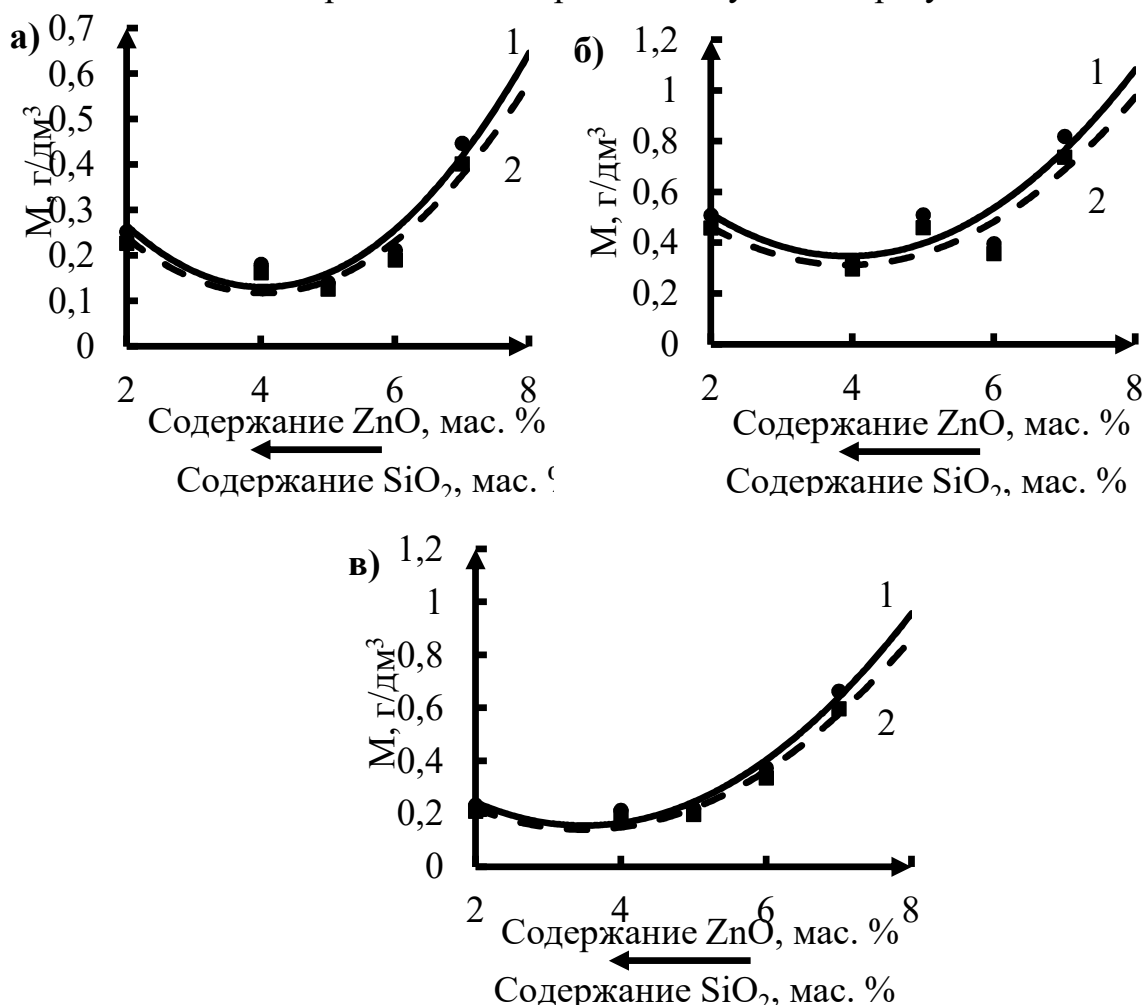 а)
М, г/дм³
0,7
0,6
0,5
0,4
0,3
0,2
0,1
0
2 4 6 8
1
2
Содержание ZnO, мас. %
Содержание SiO₂, мас. %
б)
М, г/дм³
1,2
1
0,8
0,6
0,4
0,2
0
2 4 6 8
1
2
Содержание ZnO, мас. %
Содержание SiO₂, мас. %
в)
М, г/дм³
1,2
1
0,8
0,6
0,4
0,2
0
2 4 6 8
1
2
Содержание ZnO, мас. %
Содержание SiO₂, мас. %